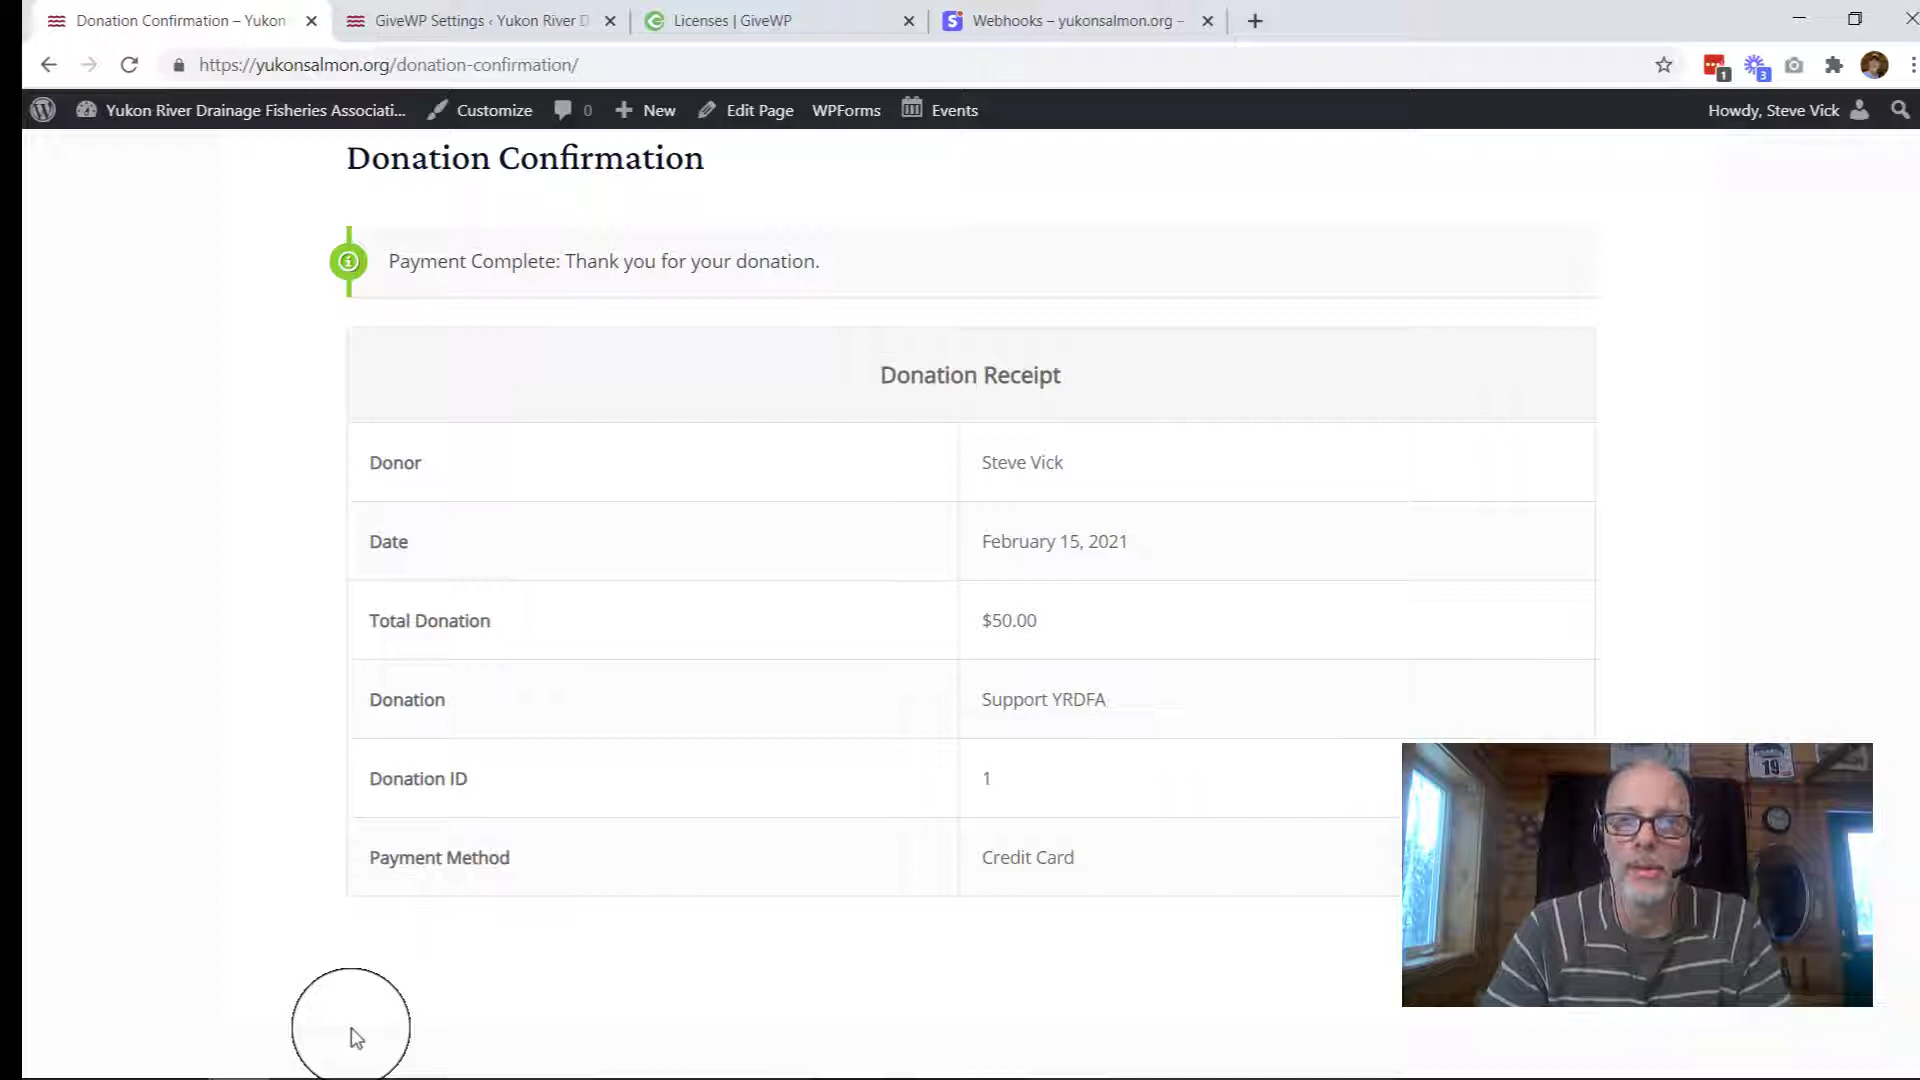 Donation Confirmation – Yukon
GiveWP Settings ‹ Yukon River D
Licenses | GiveWP
Webhooks – yukonsalmon.org –
https://yukonsalmon.org/donation-confirmation/
1
3
Yukon River Drainage Fisheries Associati...
Customize
0
New
Edit Page
WPForms
Events
Howdy, Steve Vick
Donation Confirmation
Payment Complete: Thank you for your donation.
Donation Receipt
Donor
Steve Vick
Date
February 15, 2021
Total Donation
$50.00
Donation
Support YRDFA
Donation ID
1
Payment Method
Credit Card
19